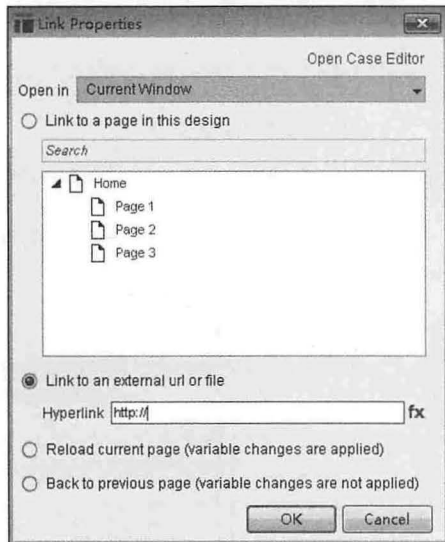 Link Properties
Open Case Editor
Open in Current Window
Link to a page in this design
Search
Home
Page 1
Page 2
Page 3
Link to an external url or file
Hyperlink http:// fx
Reload current page (variable changes are applied)
Back to previous page (variable changes are not applied)
OK Cancel